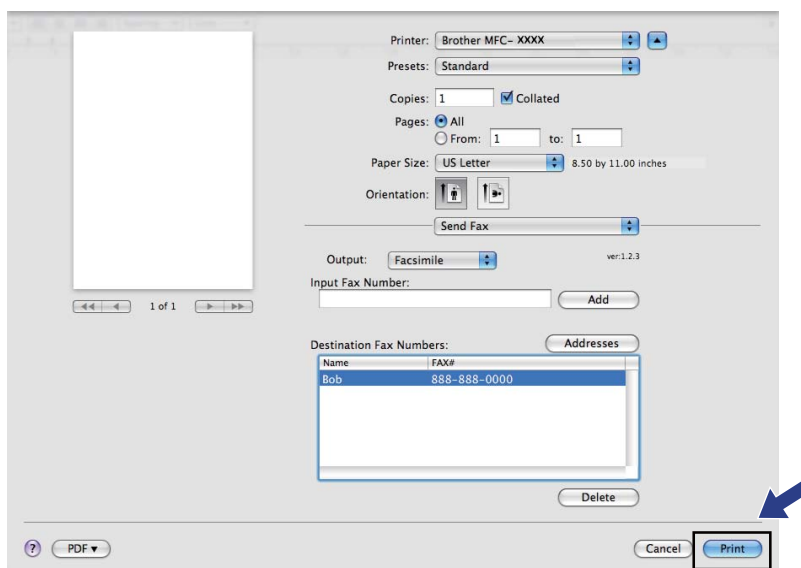 Printer: Brother MFC- XXXX
Presets: Standard
Copies: 1 Collated
Pages: All
From: 1 to: 1
Paper Size: US Letter 8.50 by 11.00 inches
Orientation:
Send Fax
Output: Facsimile ver:1.2.3
Input Fax Number:
Add
1 of 1
Destination Fax Numbers: Addresses
Name FAX#
Bob 888-888-0000
Delete
? PDF Cancel Print